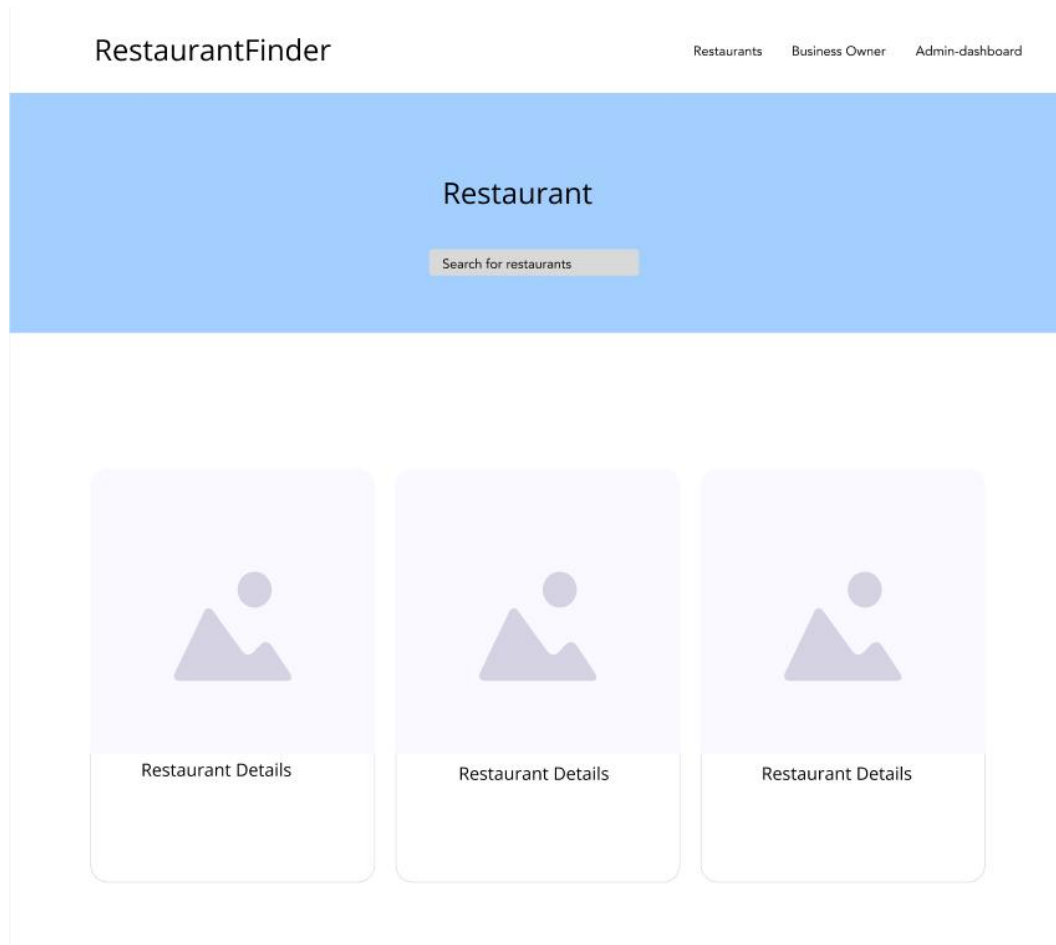 RestaurantFinder
Restaurants Business Owner Admin-dashboard
Restaurant
Search for restaurants
Restaurant Details
Restaurant Details
Restaurant Details